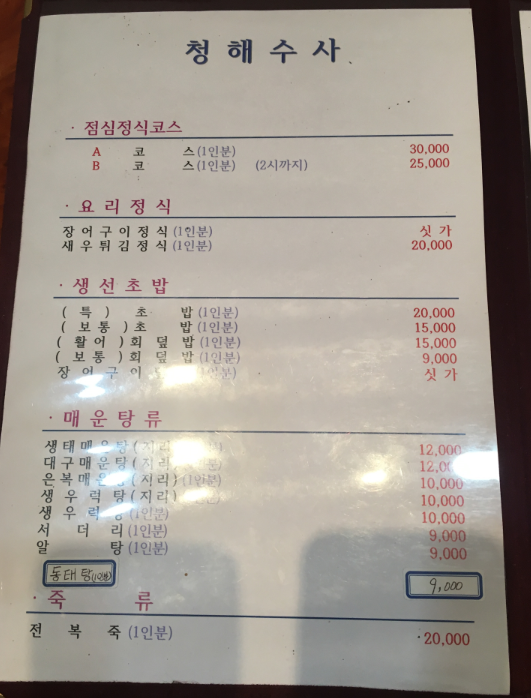 청해수사
· 점심정식코스
A 코 스 (1인분) 30,000
B 코 스 (1인분) (2시까지) 25,000
· 요리정식
장어구이정식 (1인분) 싯가
새우튀김정식 (1인분) 20,000
· 생선초밥
(특) 초 밥 (1인분) 20,000
(보통) 초 밥 (1인분) 15,000
(활어) 회 덮 밥 (1인분) 15,000
(보통) 회 덮 밥 (1인분) 9,000
장어구이 싯가
· 매운탕류
생태매운탕(지리) 12,000
대구매운탕(지리) 12,000
은복매운탕(지리) (1인분) 10,000
생우럭탕(지리) 10,000
생우럭탕 (1인분) 10,000
서 더 리 (1인분) 9,000
알 탕 (1인분) 9,000
동태탕(1인분) 9,000
· 죽 류
전 복 죽 (1인분) 20,000